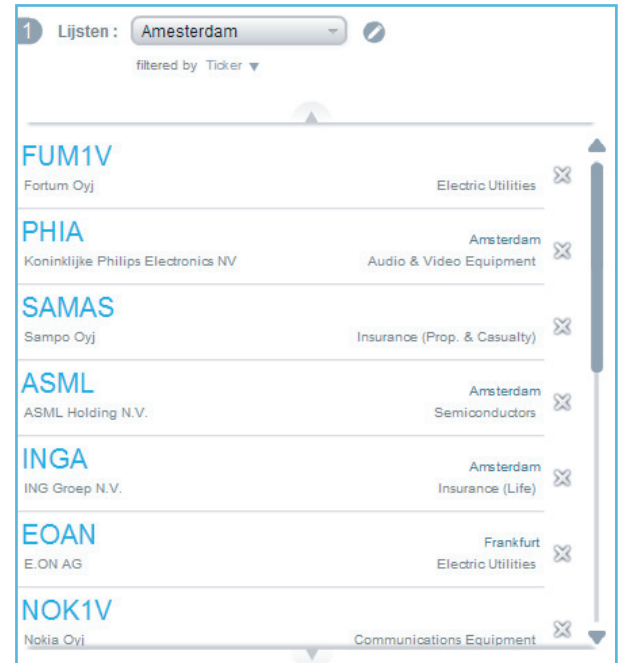 1 Lijsten : Amesterdam
filtered by Ticker ▼
FUM1V
Fortum Oyj Electric Utilities
PHIA
Amsterdam
Koninklijke Philips Electronics NV Audio & Video Equipment
SAMAS
Sampo Oyj Insurance (Prop. & Casualty)
ASML
Amsterdam
ASML Holding N.V. Semiconductors
INGA
Amsterdam
ING Groep N.V. Insurance (Life)
EOAN
Frankfurt
E.ON AG Electric Utilities
NOK1V
Nokia Oyj Communications Equipment